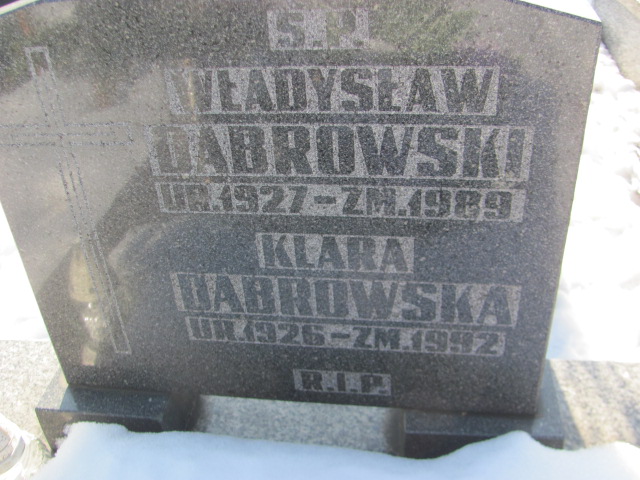 Ś.P.
WŁADYSŁAW
DĄBROWSKI
UR.1927-ZM.1989
KLARA
DĄBROWSKA
UR.1926-ZM.1992
R.I.P.